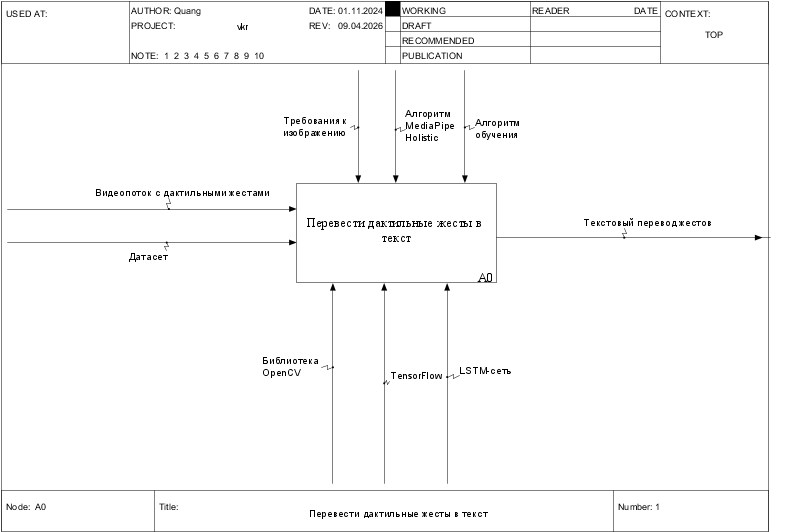 USED AT:
AUTHOR: Quang
DATE: 01.11.2024
WORKING
READER
DATE
CONTEXT:
PROJECT: vkr
REV: 09.04.2026
DRAFT
TOP
RECOMMENDED
NOTE: 1 2 3 4 5 6 7 8 9 10
PUBLICATION
Требования к
изображению
Алгоритм
MediaPipe
Holistic
Алгоритм
обучения
Видеопоток с дактильными жестами
Датасет
Перевести дактильные жесты в
текст
A0
Текстовый перевод жестов
Библиотека
OpenCV
TensorFlow
LSTM-сеть
Node: A0
Title:
Перевести дактильные жесты в текст
Number: 1